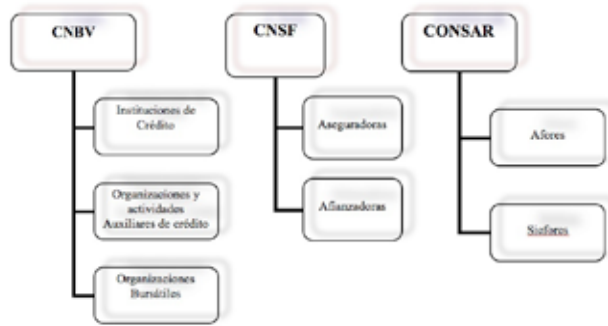 CNBV
Instituciones de
Crédito
Organizaciones y
actividades
Auxiliares de crédito
Organizaciones
Bursátiles
CNSF
Aseguradoras
Afianzadoras
CONSAR
Afores
Siefores